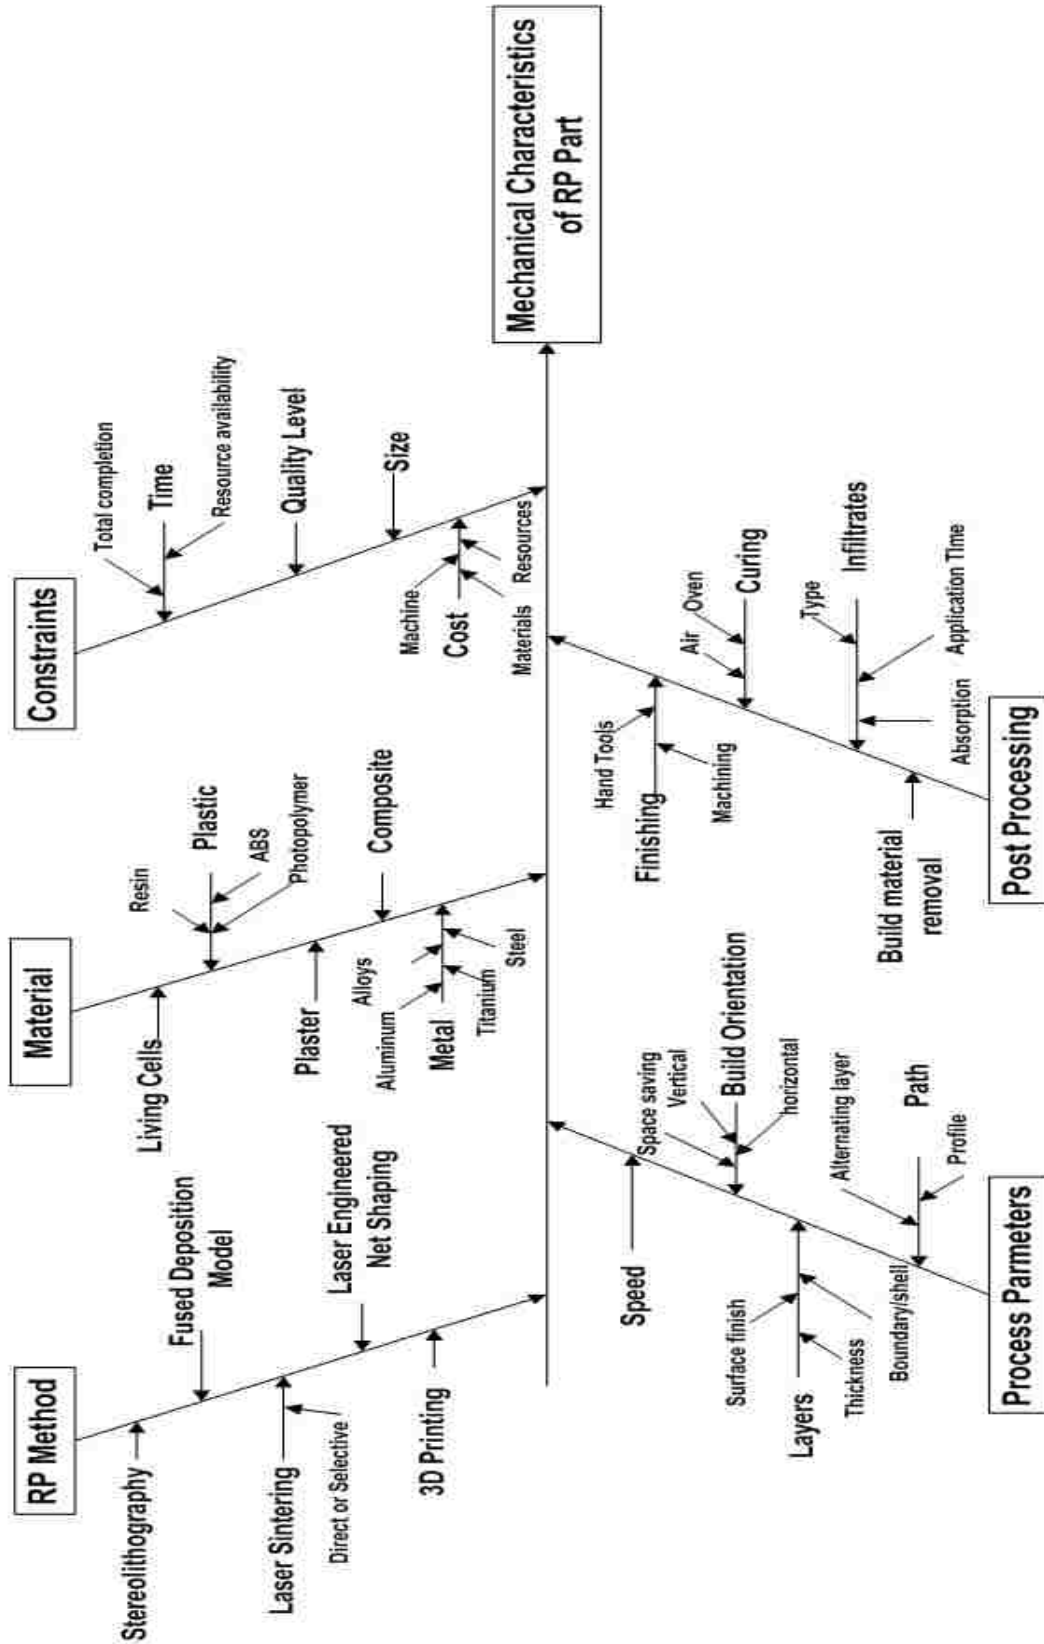 RP Method
Stereolithography
Fused Deposition
Model
Laser Sintering
Direct or Selective
Laser Engineered
Net Shaping
3D Printing
Material
Living Cells
Resin
Plastic
ABS
Photopolymer
Plaster
Composite
Alloys
Aluminum
Metal
Titanium
Steel
Constraints
Total completion
Time
Resource availability
Quality Level
Size
Machine
Cost
Resources
Materials
Mechanical Characteristics
of RP Part
Speed
Space saving
Vertical
Build Orientation
horizontal
Surface finish
Layers
Thickness
Boundary/shell
Alternating layer
Path
Profile
Process Parmeters
Hand Tools
Finishing
Machining
Air
Oven
Curing
Type
Infiltrates
Application Time
Absorption
Build material
removal
Post Processing